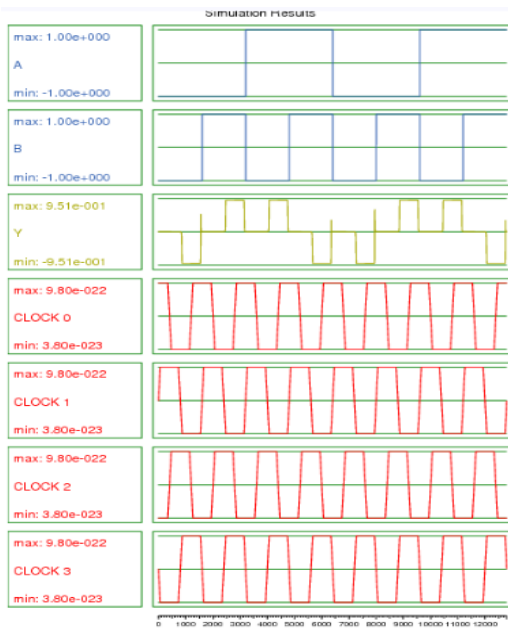 Simulation Results
max: 1.00e+000
A
min: -1.00e+000
max: 1.00e+000
B
min: -1.00e+000
max: 9.51e-001
Y
min: -9.51e-001
max: 9.80e-022
CLOCK 0
min: 3.80e-023
max: 9.80e-022
CLOCK 1
min: 3.80e-023
max: 9.80e-022
CLOCK 2
min: 3.80e-023
max: 9.80e-022
CLOCK 3
min: 3.80e-023
0 1000 2000 3000 4000 5000 6000 7000 8000 9000 10000 11000 12000